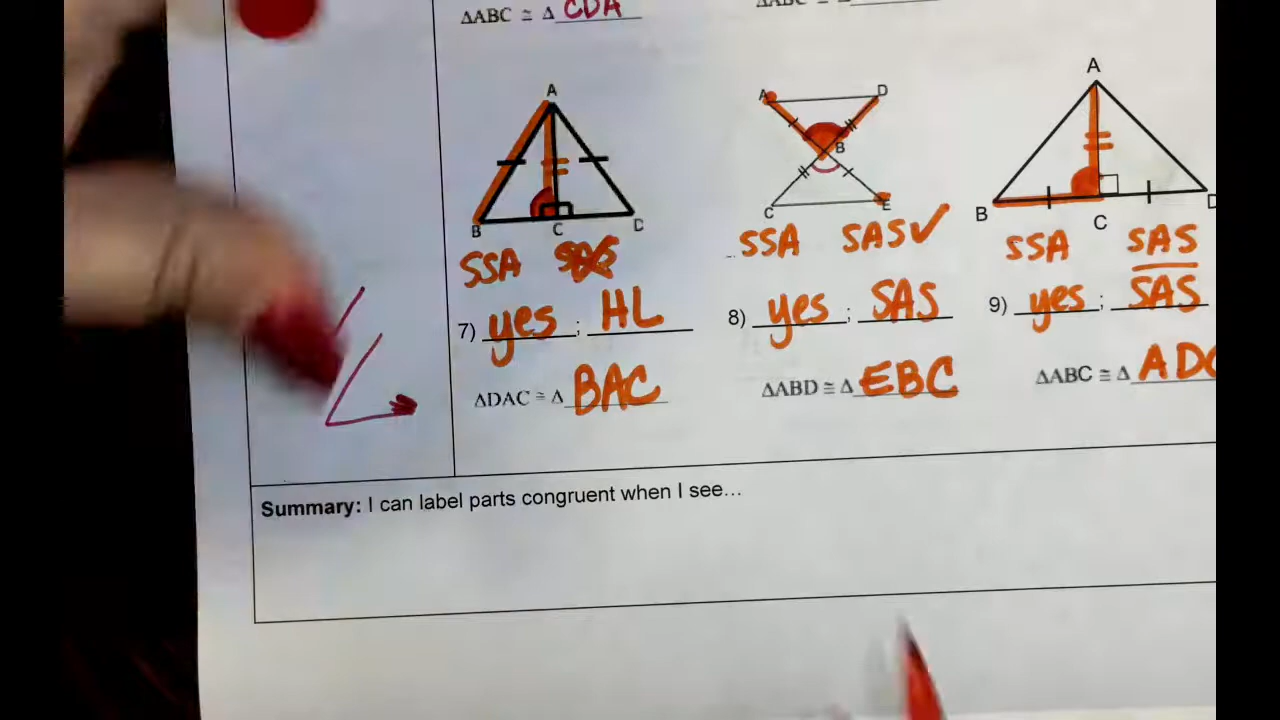 ΔABC ≅ Δ CDA
A
B C D
SSA
7) yes ; HL
ΔDAC ≅ Δ BAC
A D
B
C E
SSA SAS✓
8) yes ; SAS
ΔABD ≅ Δ EBC
A
B C D
SSA SAS
9) yes ; SAS
ΔABC ≅ Δ ADC
Summary: I can label parts congruent when I see...